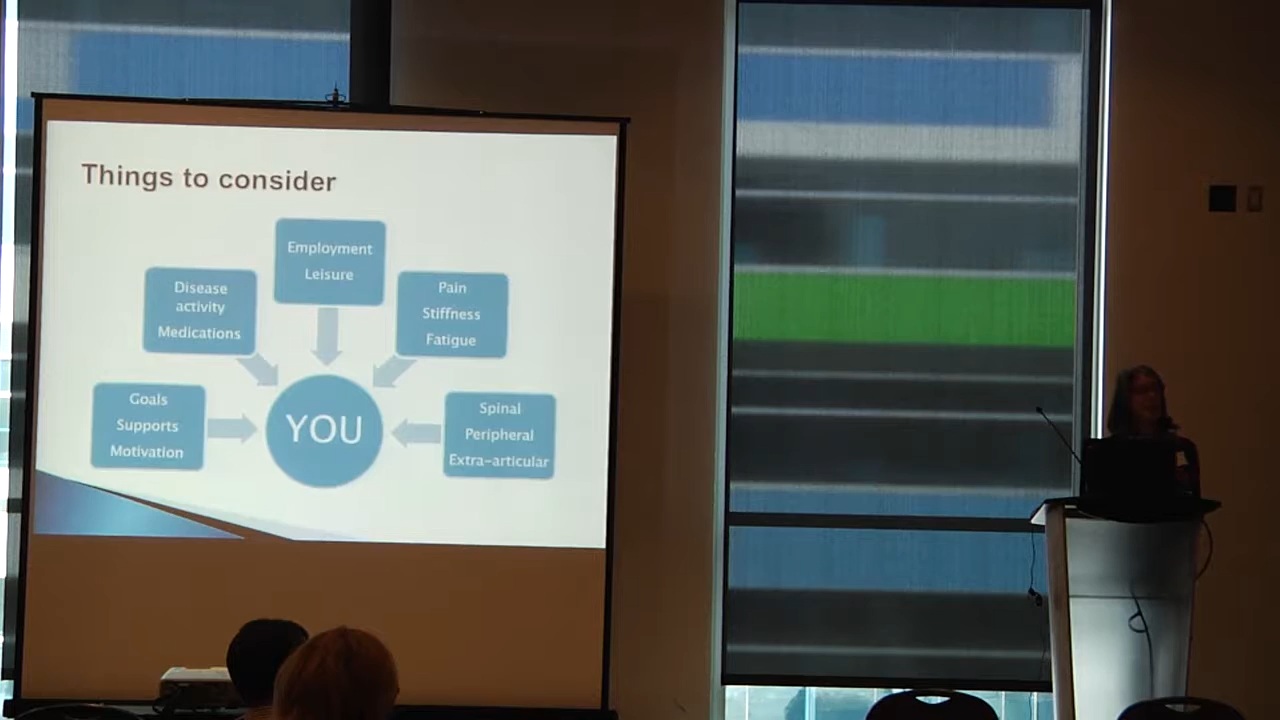 Things to consider
Employment
Leisure
Disease
activity
Medications
Pain
Stiffness
Fatigue
Goals
Supports
Motivation
YOU
Spinal
Peripheral
Extra-articular